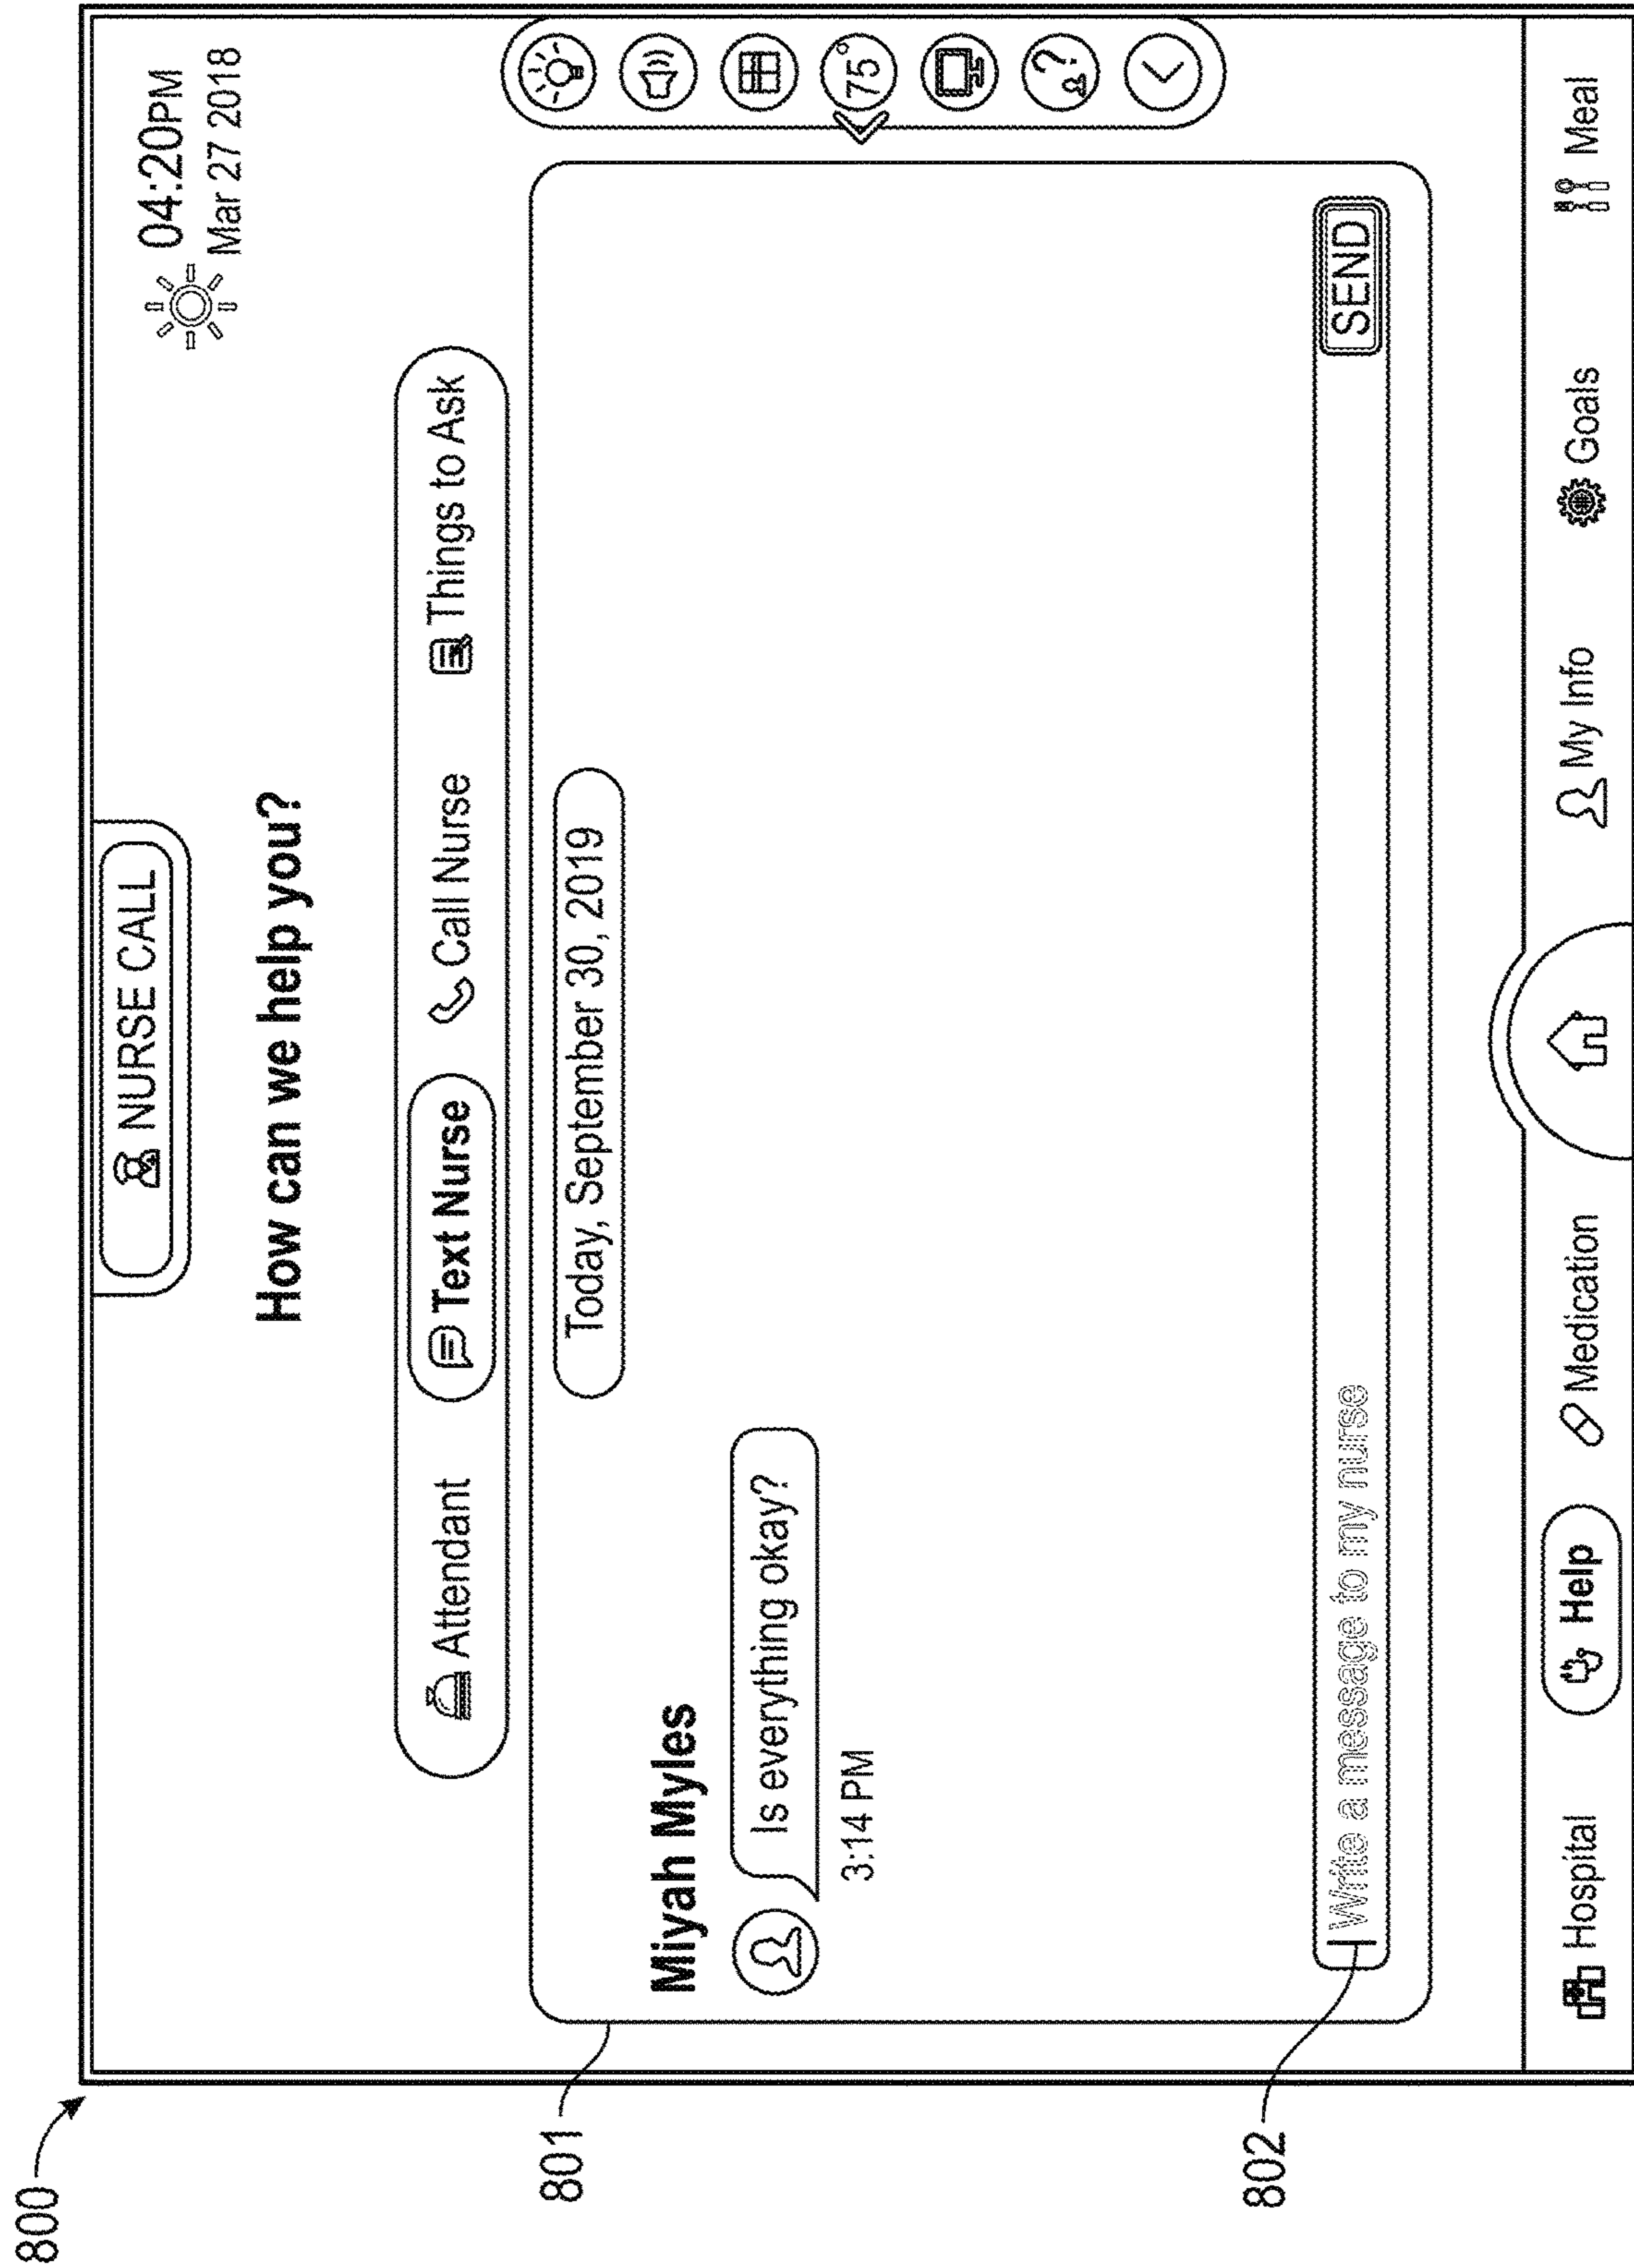 800
NURSE CALL
04:20PM
Mar 27 2018
How can we help you?
Attendant Text Nurse Call Nurse Things to Ask
801
Today, September 30, 2019
Miyah Myles
Is everything okay?
3:14 PM
75°
?
802
Write a message to my nurse SEND
Hospital Help Medication My Info Goals Meal